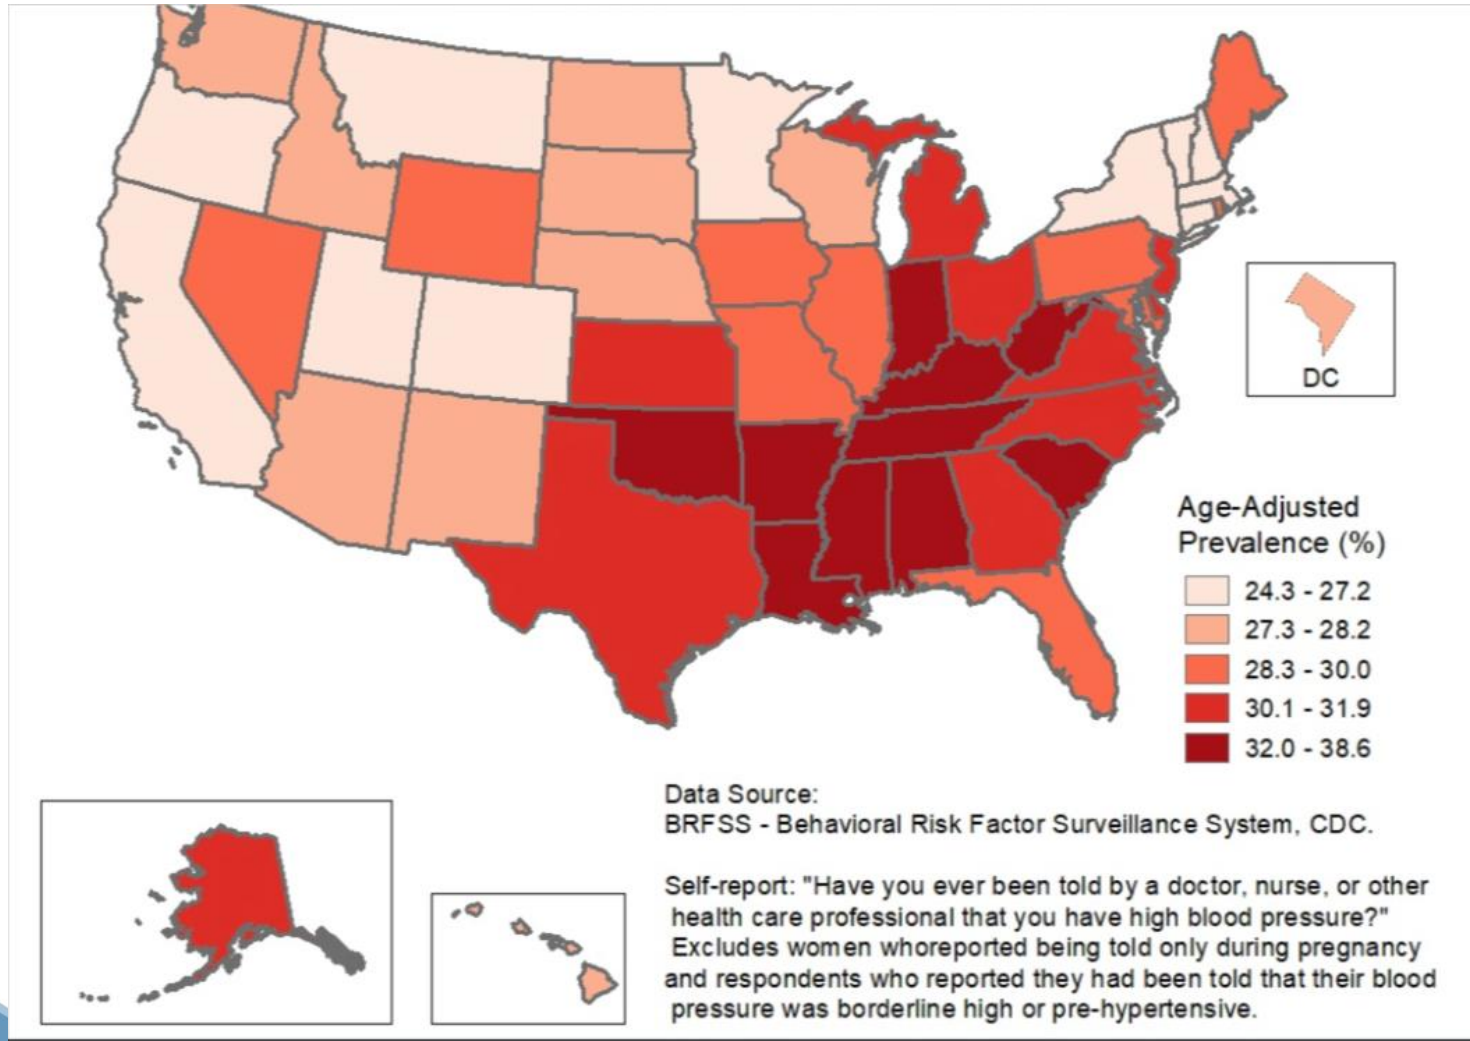 DC
Age-Adjusted
Prevalence (%)
24.3 - 27.2
27.3 - 28.2
28.3 - 30.0
30.1 - 31.9
32.0 - 38.6
Data Source:
BRFSS - Behavioral Risk Factor Surveillance System, CDC.
Self-report: "Have you ever been told by a doctor, nurse, or other
health care professional that you have high blood pressure?"
Excludes women whoreported being told only during pregnancy
and respondents who reported they had been told that their blood
pressure was borderline high or pre-hypertensive.